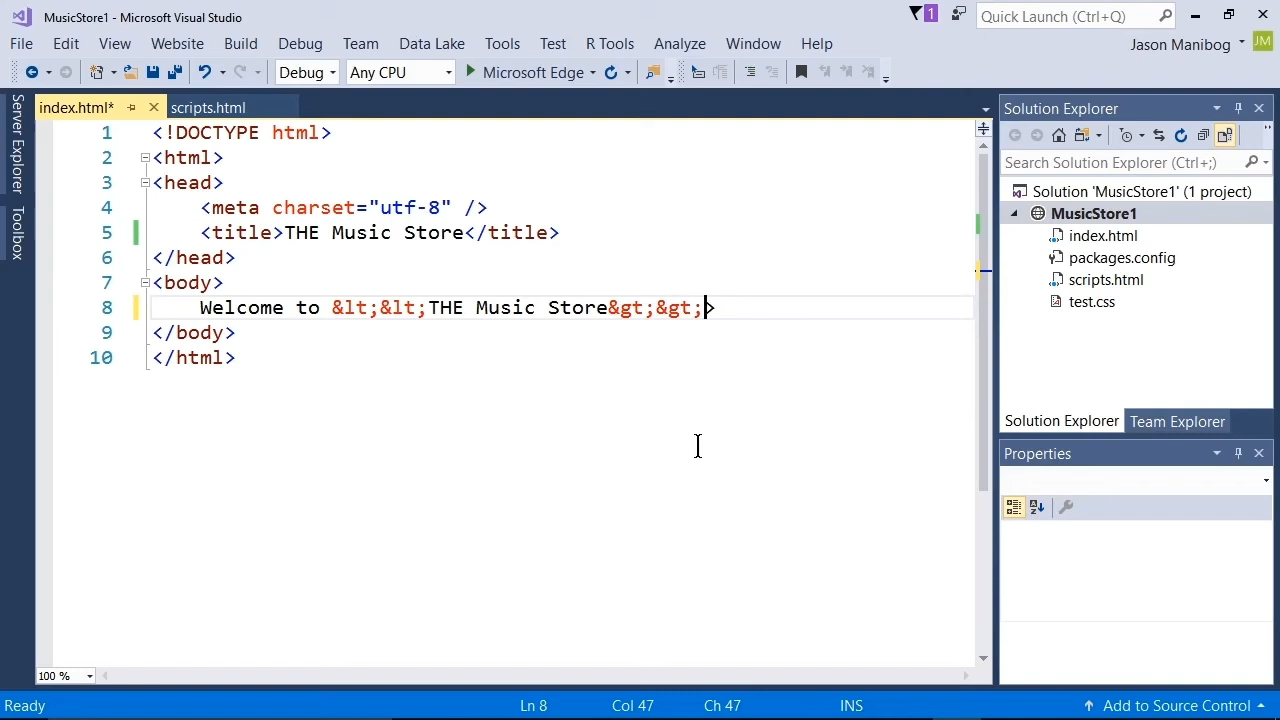 MusicStore1 - Microsoft Visual Studio
1
Quick Launch (Ctrl+Q)
File Edit View Website Build Debug Team Data Lake Tools Test R Tools Analyze Window Help
Jason Manibog
JM
Debug Any CPU Microsoft Edge
Server Explorer
Toolbox
index.html* scripts.html
1 <!DOCTYPE html>
2 <html>
3 <head>
4 <meta charset="utf-8" />
5 <title>THE Music Store</title>
6 </head>
7 <body>
8 Welcome to &lt;&lt;THE Music Store&gt;&gt;>
9 </body>
10 </html>
100 %
Solution Explorer
Search Solution Explorer (Ctrl+;)
Solution 'MusicStore1' (1 project)
MusicStore1
index.html
packages.config
scripts.html
test.css
Solution Explorer Team Explorer
Properties
Ready Ln 8 Col 47 Ch 47 INS Add to Source Control